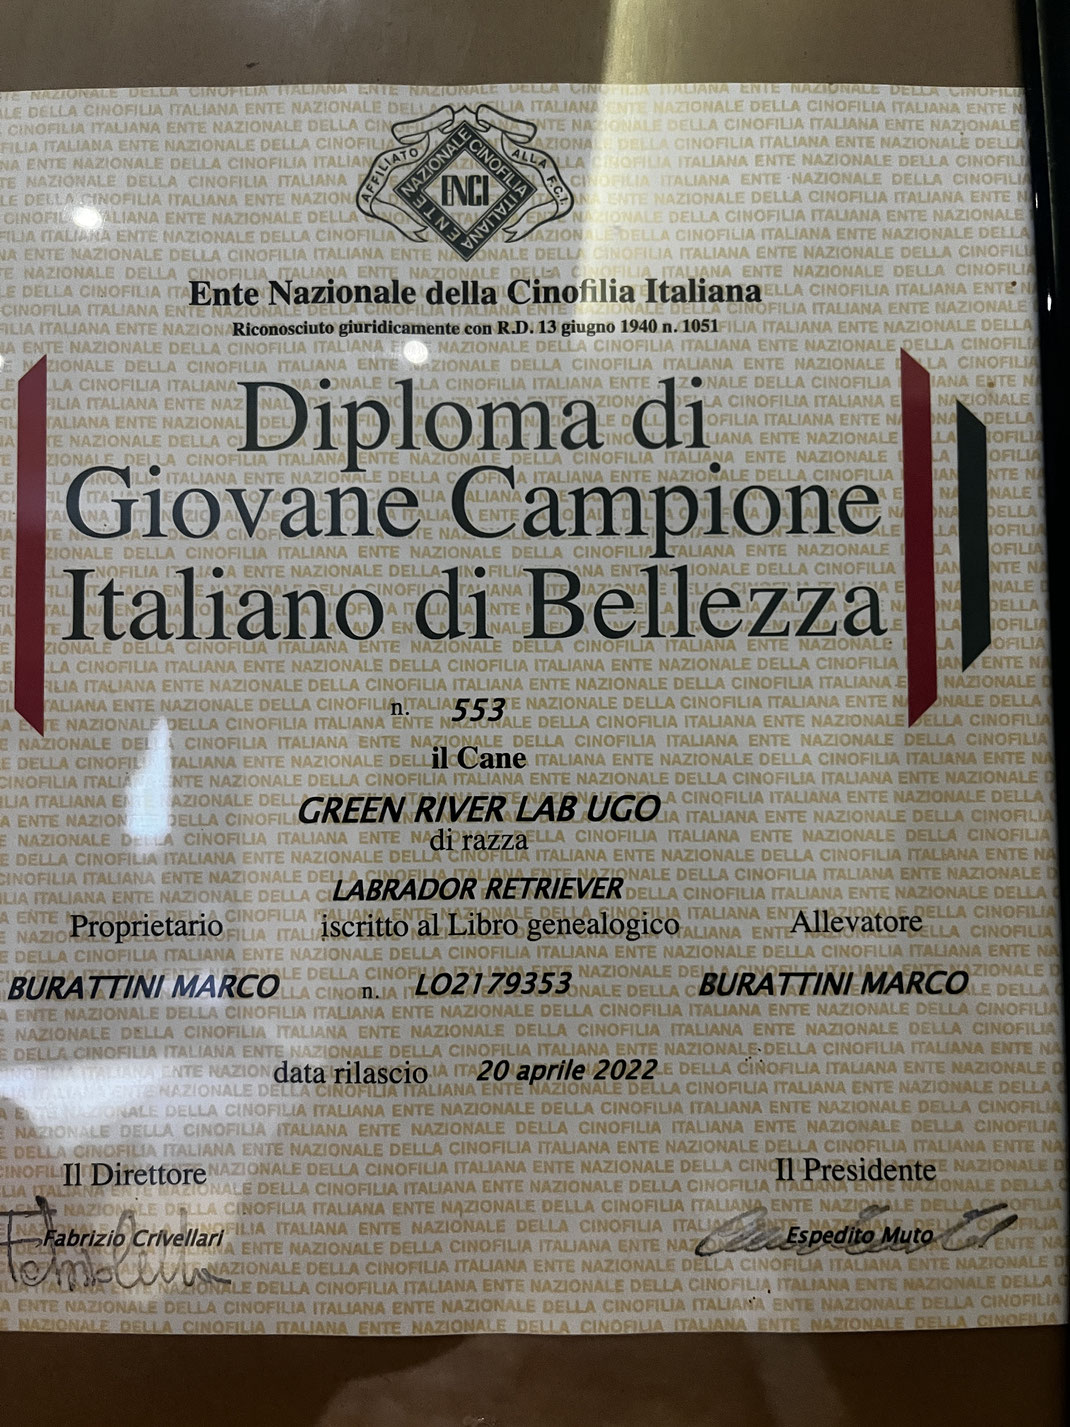 AFFILIATO ALLA F.C.I.
ENTE NAZIONALE CINOFILIA ITALIANA
ENCI
Ente Nazionale della Cinofilia Italiana
Riconosciuto giuridicamente con R.D. 13 giugno 1940 n. 1051
Diploma di
Giovane Campione
Italiano di Bellezza
n. 553
il Cane
GREEN RIVER LAB UGO
di razza
LABRADOR RETRIEVER
Proprietario iscritto al Libro genealogico Allevatore
BURATTINI MARCO n. LO2179353 BURATTINI MARCO
data rilascio 20 aprile 2022
Il Direttore Il Presidente
Fabrizio Crivellari Espedito Muto